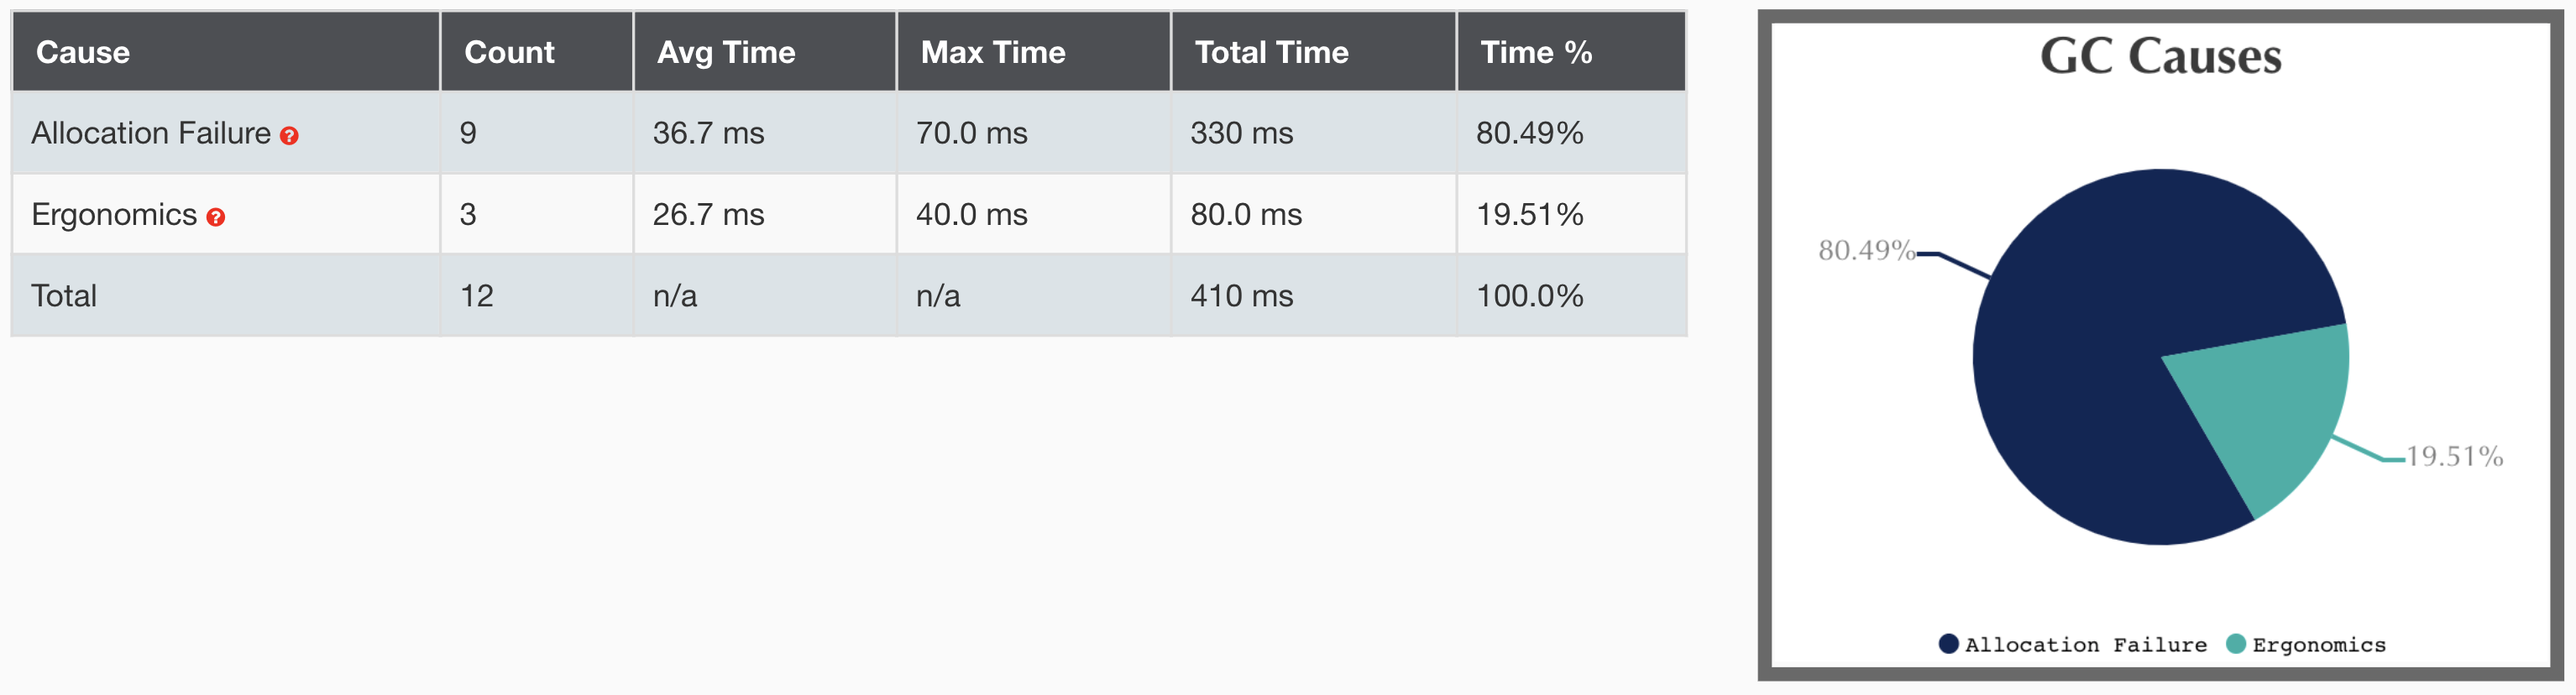 Cause Count Avg Time Max Time Total Time Time %
Allocation Failure ? 9 36.7 ms 70.0 ms 330 ms 80.49%
Ergonomics ? 3 26.7 ms 40.0 ms 80.0 ms 19.51%
Total 12 n/a n/a 410 ms 100.0%
GC Causes
80.49%
19.51%
Allocation Failure Ergonomics